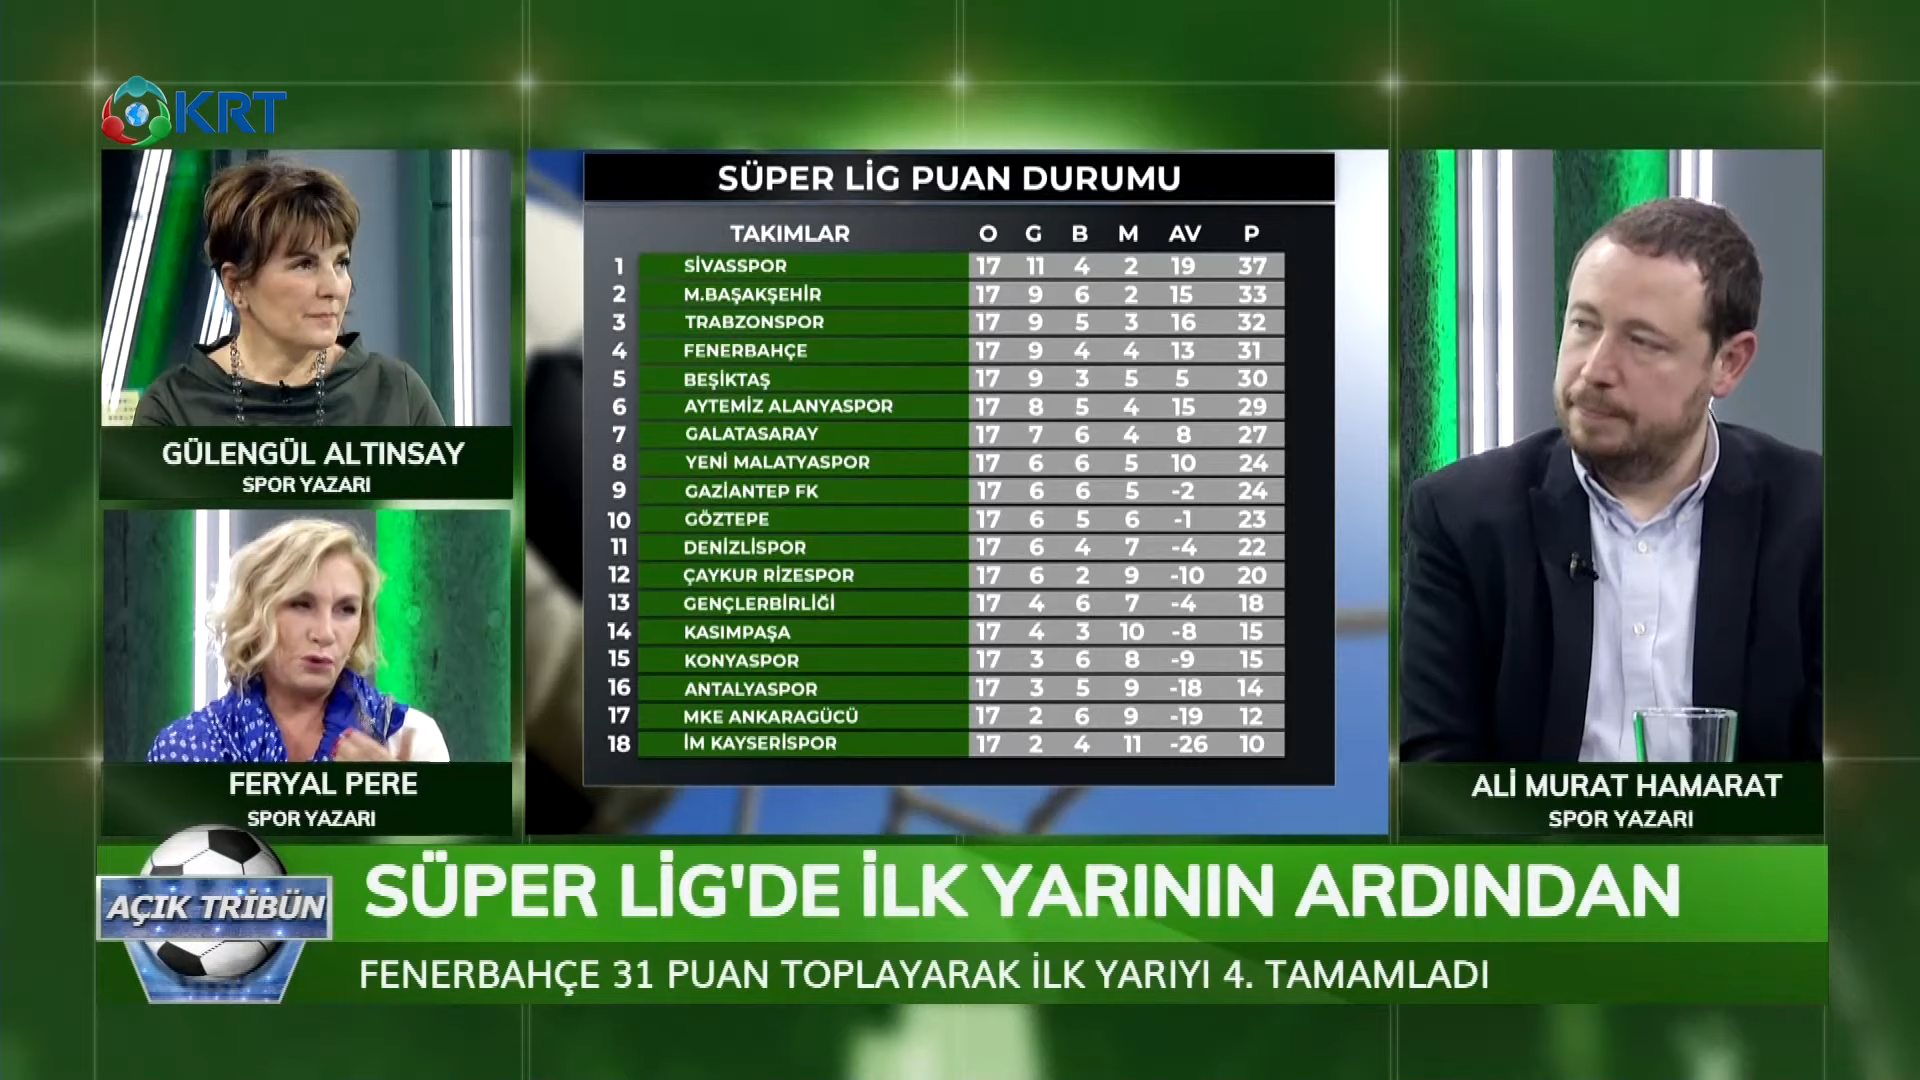 KRT
GÜLENGÜL ALTINSAY
SPOR YAZARI
FERYAL PERE
SPOR YAZARI
SÜPER LİG PUAN DURUMU
TAKIMLAR O G B M AV P
1 SİVASSPOR 17 11 4 2 19 37
2 M.BAŞAKŞEHİR 17 9 6 2 15 33
3 TRABZONSPOR 17 9 5 3 16 32
4 FENERBAHÇE 17 9 4 4 13 31
5 BEŞİKTAŞ 17 9 3 5 5 30
6 AYTEMİZ ALANYASPOR 17 8 5 4 15 29
7 GALATASARAY 17 7 6 4 8 27
8 YENİ MALATYASPOR 17 6 6 5 10 24
9 GAZİANTEP FK 17 6 6 5 -2 24
10 GÖZTEPE 17 6 5 6 -1 23
11 DENİZLİSPOR 17 6 4 7 -4 22
12 ÇAYKUR RİZESPOR 17 6 2 9 -10 20
13 GENÇLERBİRLİĞİ 17 4 6 7 -4 18
14 KASIMPAŞA 17 4 3 10 -8 15
15 KONYASPOR 17 3 6 8 -9 15
16 ANTALYASPOR 17 3 5 9 -18 14
17 MKE ANKARAGÜCÜ 17 2 6 9 -19 12
18 İM KAYSERİSPOR 17 2 4 11 -26 10
ALİ MURAT HAMARAT
SPOR YAZARI
AÇIK TRİBÜN
SÜPER LİG'DE İLK YARININ ARDINDAN
FENERBAHÇE 31 PUAN TOPLAYARAK İLK YARIYI 4. TAMAMLADI